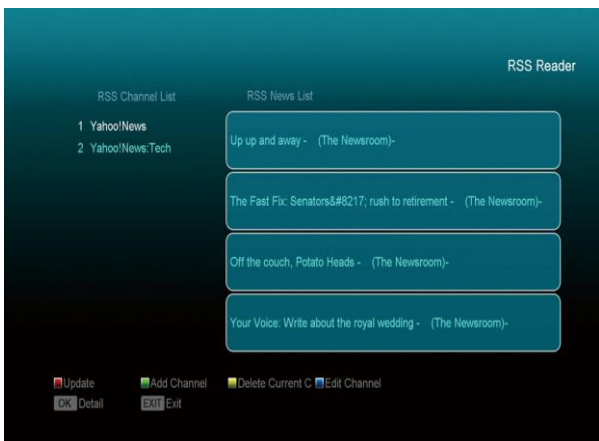 RSS Reader
RSS Channel List
RSS News List
1 Yahoo!News
2 Yahoo!News:Tech
Up up and away - (The Newsroom)-
The Fast Fix: Senators&#8217; rush to retirement - (The Newsroom)-
Off the couch, Potato Heads - (The Newsroom)-
Your Voice: Write about the royal wedding - (The Newsroom)-
Update Add Channel Delete Current C Edit Channel
OK Detail EXIT Exit